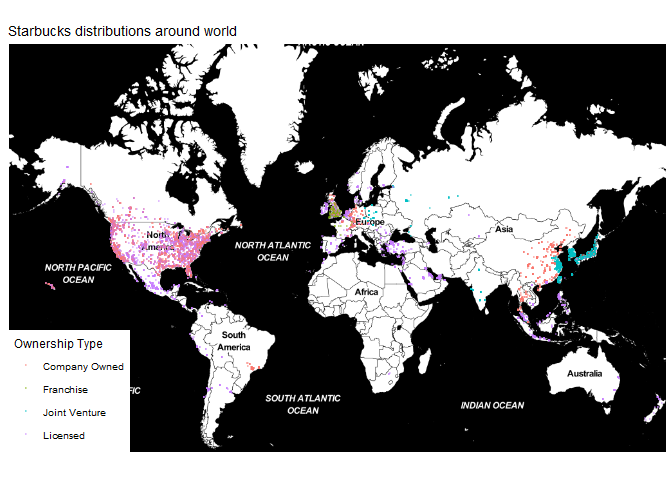 Starbucks distributions around world
OCEAN
North
America
Europe
Asia
NORTH ATLANTIC
OCEAN
NORTH PACIFIC
OCEAN
Africa
South
America
Ownership Type
Company Owned
Franchise
Joint Venture
Licensed
Australia
SOUTH ATLANTIC
OCEAN
INDIAN OCEAN